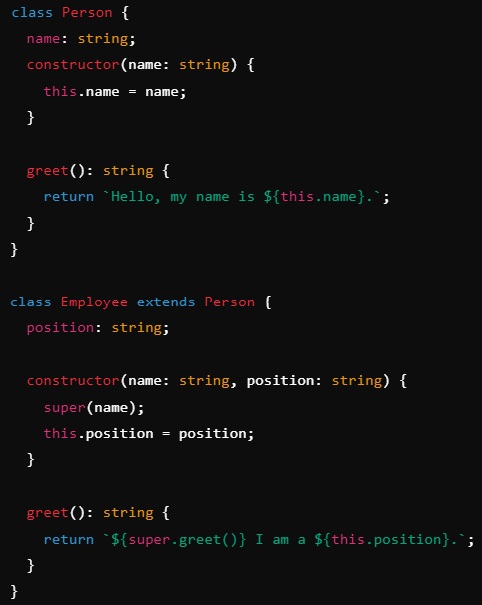 class Person {
  name: string;
  constructor(name: string) {
    this.name = name;
  }

  greet(): string {
    return `Hello, my name is ${this.name}.`;
  }
}

class Employee extends Person {
  position: string;

  constructor(name: string, position: string) {
    super(name);
    this.position = position;
  }

  greet(): string {
    return `${super.greet()} I am a ${this.position}.`;
  }
}